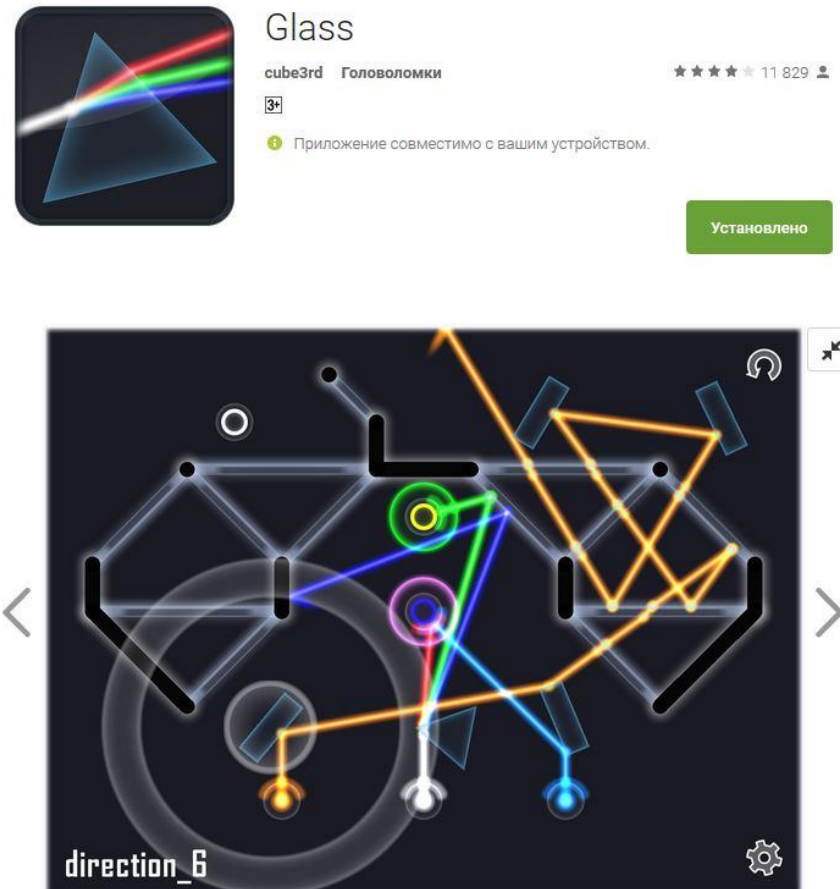 Glass
cube3rd Головоломки 11 829
3+
Приложение совместимо с вашим устройством.
Установлено
direction_6